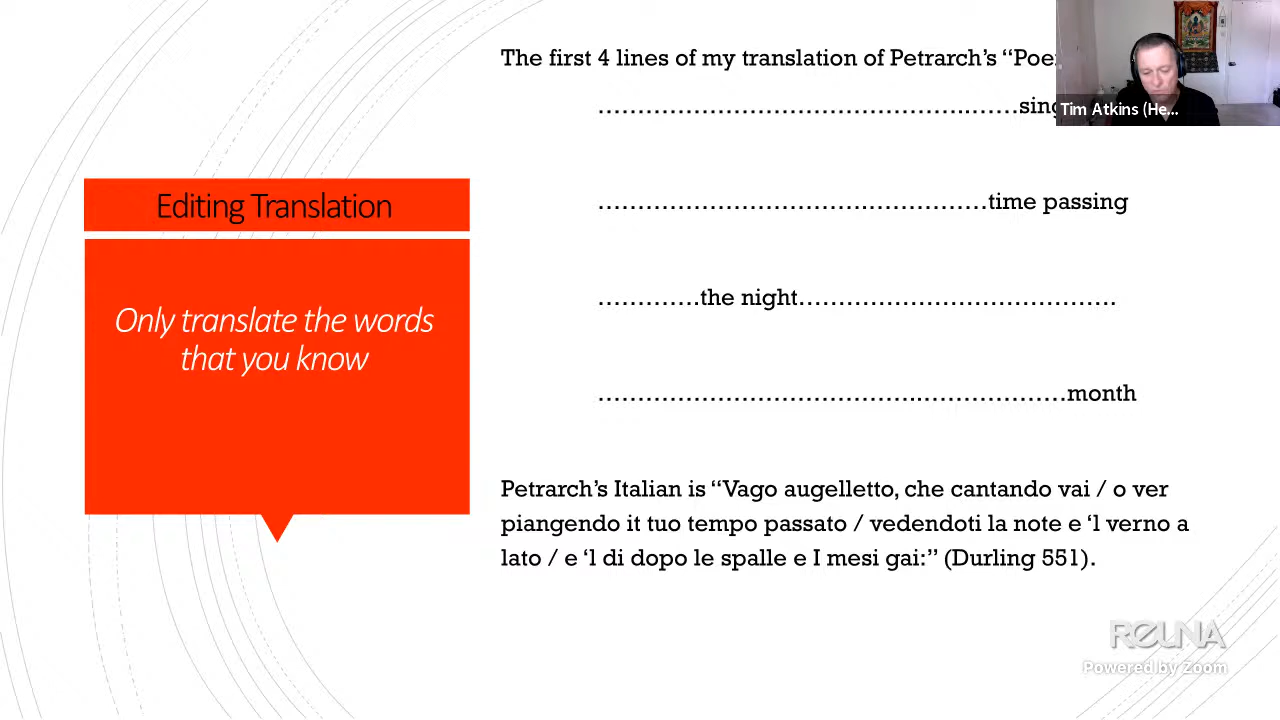 The first 4 lines of my translation of Petrarch's “Poe
……………………………………………..……sing
…………………………….……………time passing
………….the night………………………………….
………………………………….………………month
Editing Translation
Only translate the words
that you know
Petrarch's Italian is “Vago augelletto, che cantando vai / o ver
piangendo it tuo tempo passato / vedendoti la note e ‘l verno a
lato / e ‘l di dopo le spalle e I mesi gai:” (Durling 551).
Tim Atkins (He...
REUNA
Powered by Zoom